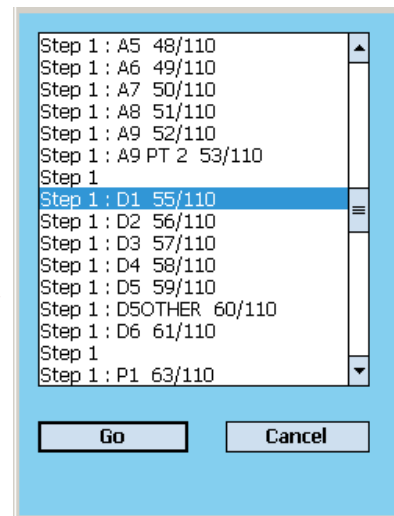 Step 1 : A5 48/110
Step 1 : A6 49/110
Step 1 : A7 50/110
Step 1 : A8 51/110
Step 1 : A9 52/110
Step 1 : A9 PT 2 53/110
Step 1
Step 1 : D1 55/110
Step 1 : D2 56/110
Step 1 : D3 57/110
Step 1 : D4 58/110
Step 1 : D5 59/110
Step 1 : D5OTHER 60/110
Step 1 : D6 61/110
Step 1
Step 1 : P1 63/110
Go Cancel